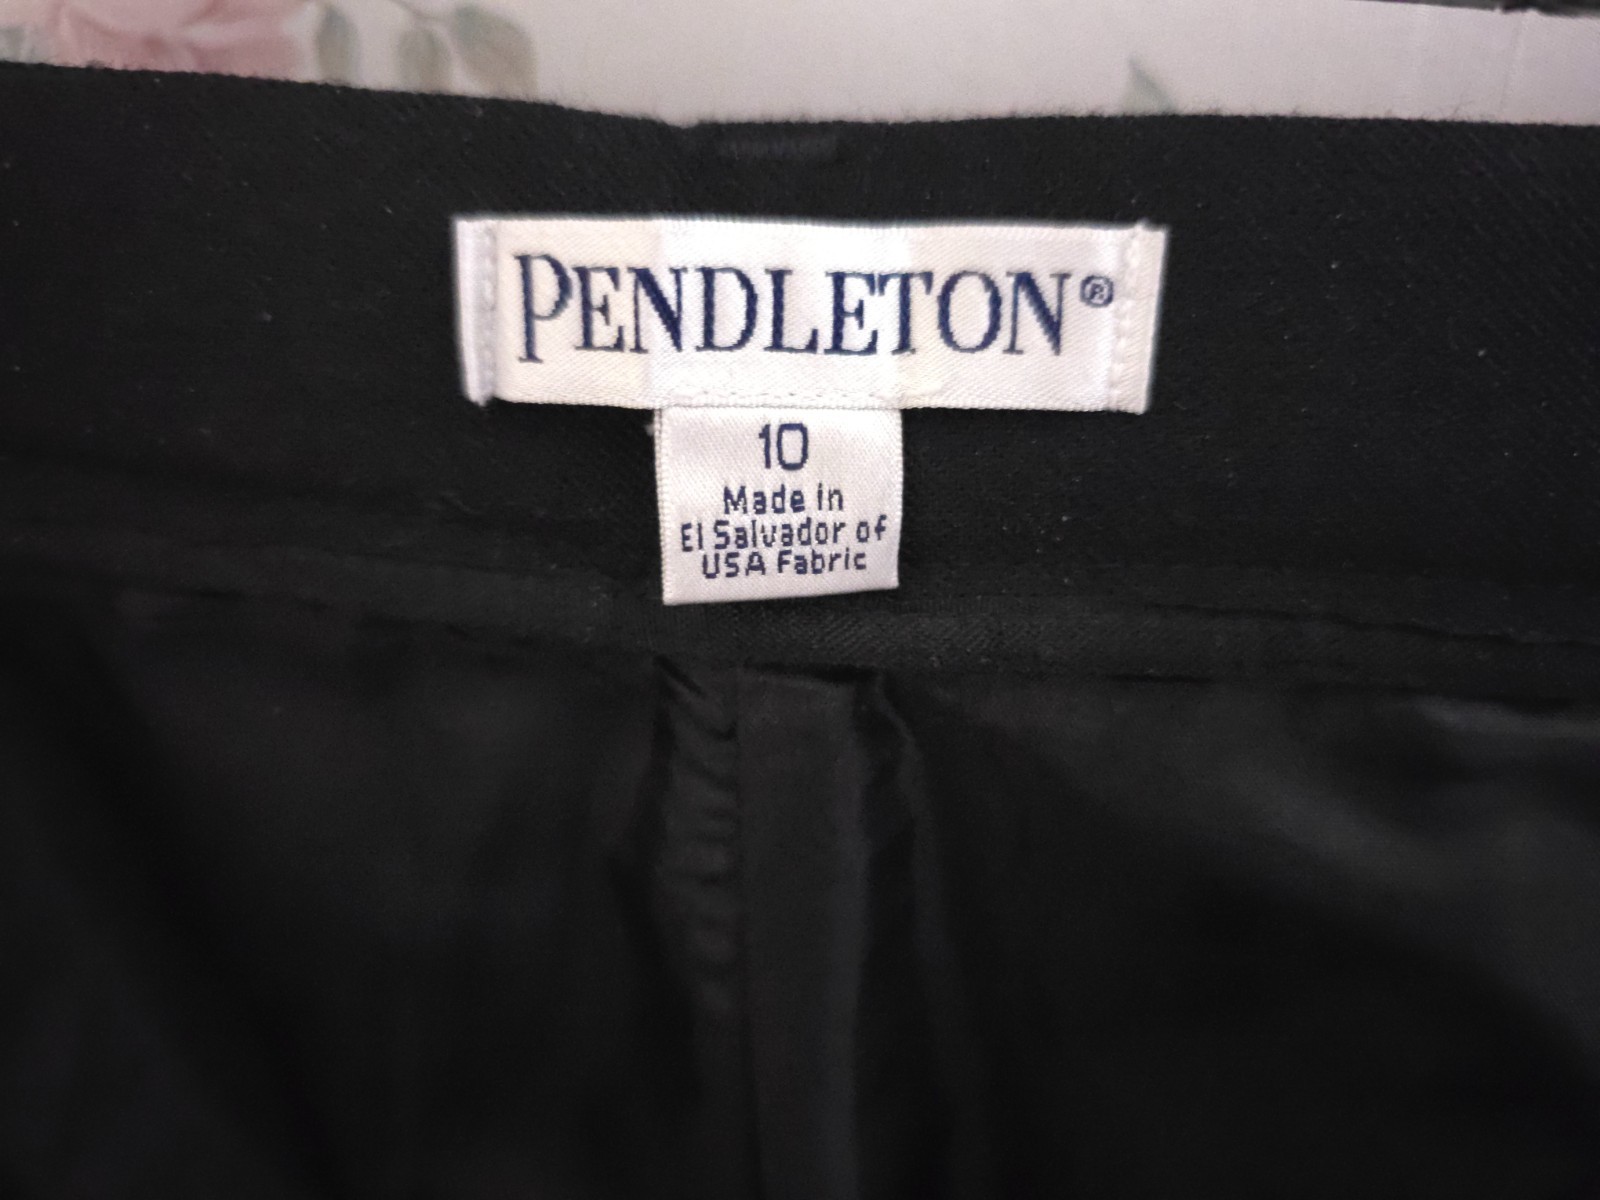 PENDLETON®
10
Made in
El Salvador of
USA Fabric